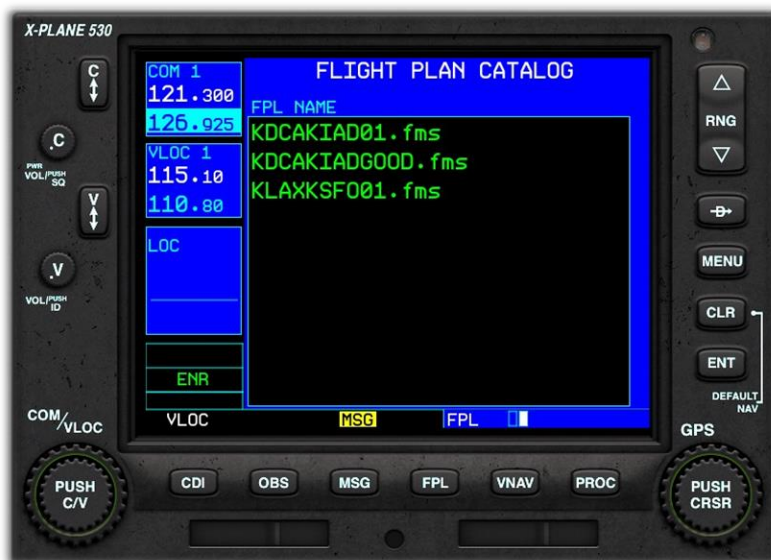 X-PLANE 530
C
.C
PWR
VOL/PUSH SQ
V
.V
VOL/PUSH ID
COM/VLOC
PUSH C/V
COM 1
121.300
126.925
VLOC 1
115.10
110.80
LOC
ENR
VLOC
FLIGHT PLAN CATALOG
FPL NAME
KDCAKIAD01.fms
KDCAKIADGOOD.fms
KLAXKSFO01.fms
MSG
FPL
RNG
D
MENU
CLR
ENT
DEFAULT NAV
GPS
PUSH CRSR
CDI
OBS
MSG
FPL
VNAV
PROC